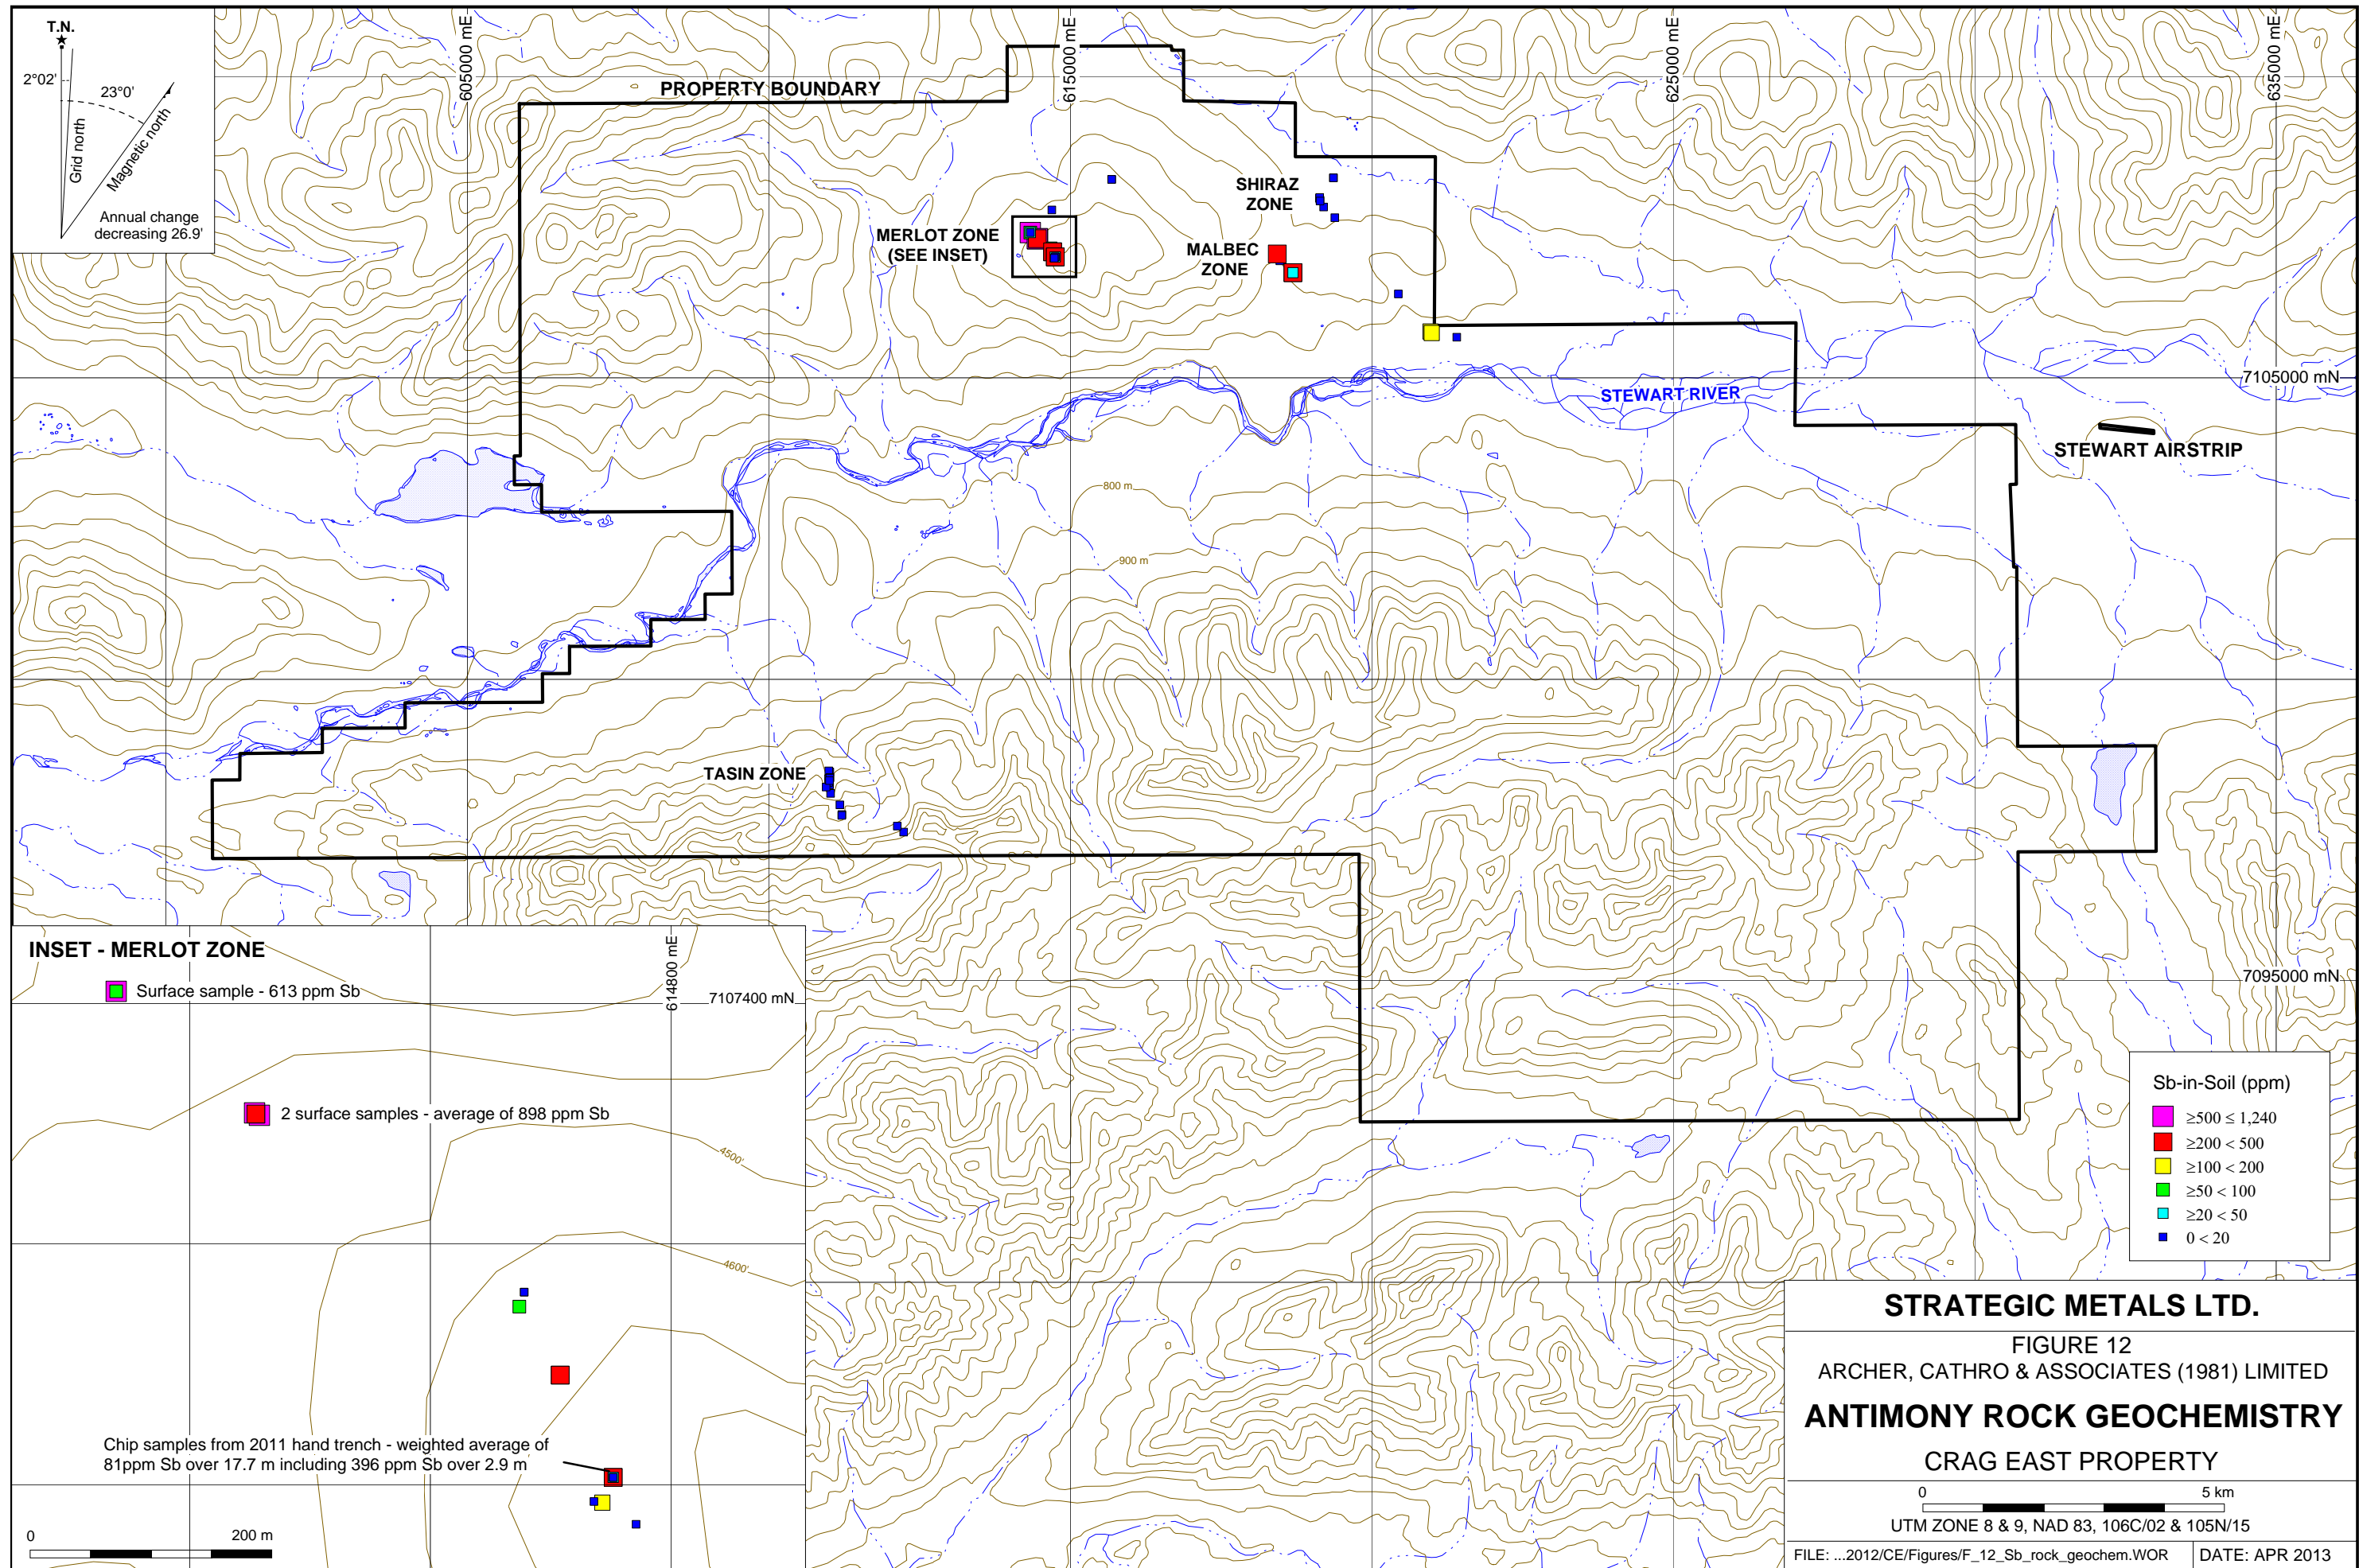 T.N.
2°02'
23°0'
Grid north
Magnetic north
Annual change
decreasing 26.9'
605000 mE
615000 mE
625000 mE
635000 mE
PROPERTY BOUNDARY
SHIRAZ
ZONE
MERLOT ZONE
(SEE INSET)
MALBEC
ZONE
7105000 mN
STEWART RIVER
STEWART AIRSTRIP
800 m
900 m
TASIN ZONE
7095000 mN
INSET - MERLOT ZONE
614800 mE
Surface sample - 613 ppm Sb
7107400 mN
2 surface samples - average of 898 ppm Sb
4500'
4600'
Chip samples from 2011 hand trench - weighted average of
81ppm Sb over 17.7 m including 396 ppm Sb over 2.9 m
0 200 m
Sb-in-Soil (ppm)
≥500 ≤ 1,240
≥200 < 500
≥100 < 200
≥50 < 100
≥20 < 50
0 < 20
STRATEGIC METALS LTD.
FIGURE 12
ARCHER, CATHRO & ASSOCIATES (1981) LIMITED
ANTIMONY ROCK GEOCHEMISTRY
CRAG EAST PROPERTY
0 5 km
UTM ZONE 8 & 9, NAD 83, 106C/02 & 105N/15
FILE: ...2012/CE/Figures/F_12_Sb_rock_geochem.WOR
DATE: APR 2013